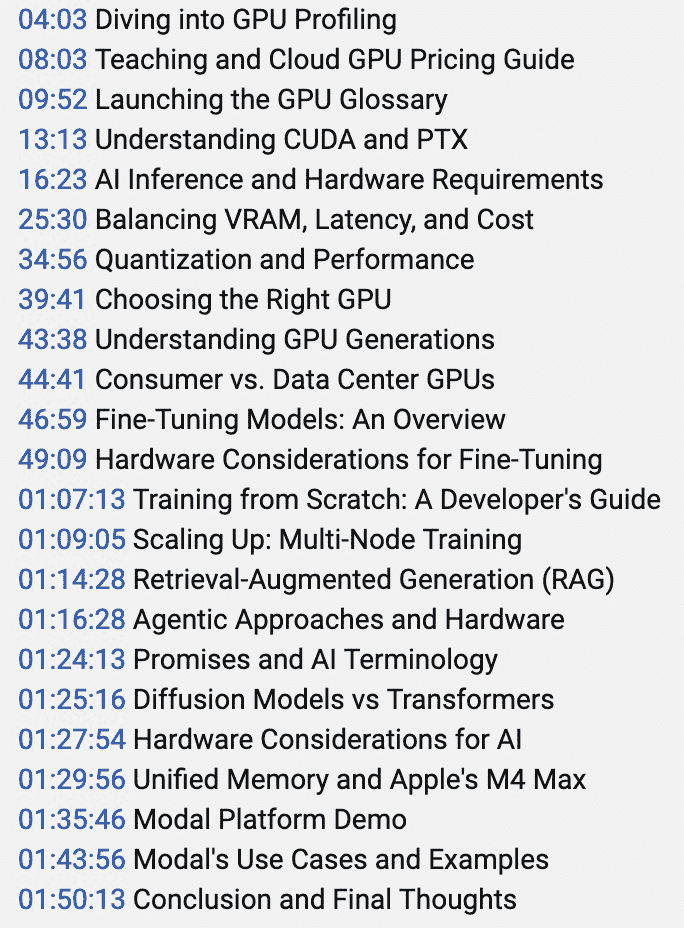 04:03 Diving into GPU Profiling
08:03 Teaching and Cloud GPU Pricing Guide
09:52 Launching the GPU Glossary
13:13 Understanding CUDA and PTX
16:23 AI Inference and Hardware Requirements
25:30 Balancing VRAM, Latency, and Cost
34:56 Quantization and Performance
39:41 Choosing the Right GPU
43:38 Understanding GPU Generations
44:41 Consumer vs. Data Center GPUs
46:59 Fine-Tuning Models: An Overview
49:09 Hardware Considerations for Fine-Tuning
01:07:13 Training from Scratch: A Developer's Guide
01:09:05 Scaling Up: Multi-Node Training
01:14:28 Retrieval-Augmented Generation (RAG)
01:16:28 Agentic Approaches and Hardware
01:24:13 Promises and AI Terminology
01:25:16 Diffusion Models vs Transformers
01:27:54 Hardware Considerations for AI
01:29:56 Unified Memory and Apple's M4 Max
01:35:46 Modal Platform Demo
01:43:56 Modal's Use Cases and Examples
01:50:13 Conclusion and Final Thoughts